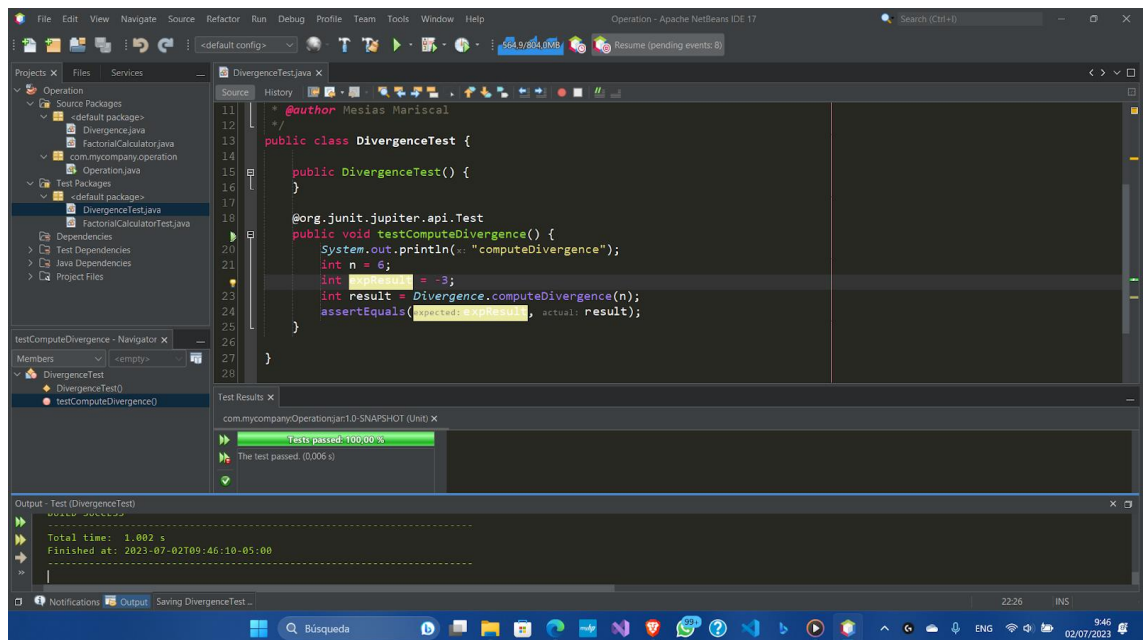 File Edit View Navigate Source Refactor Run Debug Profile Team Tools Window Help Operation - Apache NetBeans IDE 17 Search (Ctrl+I)
<default config> 564,9/804,0MB Resume (pending events: 8)
Projects Files Services
DivergenceTest.java
Operation
Source History
Source Packages
<default package>
Divergence.java
FactorialCalculator.java
com.mycompany.operation
Operation.java
Test Packages
<default package>
DivergenceTest.java
FactorialCalculatorTest.java
Dependencies
Test Dependencies
Java Dependencies
Project Files
11 * @author Mesias Mariscal
12 */
13 public class DivergenceTest {
14
15 public DivergenceTest() {
16 }
17
18 @org.junit.jupiter.api.Test
public void testComputeDivergence() {
20 System.out.println(x: "computeDivergence");
21 int n = 6;
int expResult = -3;
23 int result = Divergence.computeDivergence(n);
24 assertEquals(expected: expResult, actual: result);
25 }
26
27 }
28
testComputeDivergence - Navigator
Members <empty>
DivergenceTest
DivergenceTest()
testComputeDivergence()
Test Results
com.mycompany:Operation:jar:1.0-SNAPSHOT (Unit)
Tests passed: 100,00 %
The test passed. (0,006 s)
Output - Test (DivergenceTest)
BUILD SUCCESS
------------------------------------------------------------------------
Total time: 1.002 s
Finished at: 2023-07-02T09:46:10-05:00
------------------------------------------------------------------------
Notifications Output Saving DivergenceTest ... 22:26 INS
Búsqueda 99+ ENG 9:46
02/07/2023